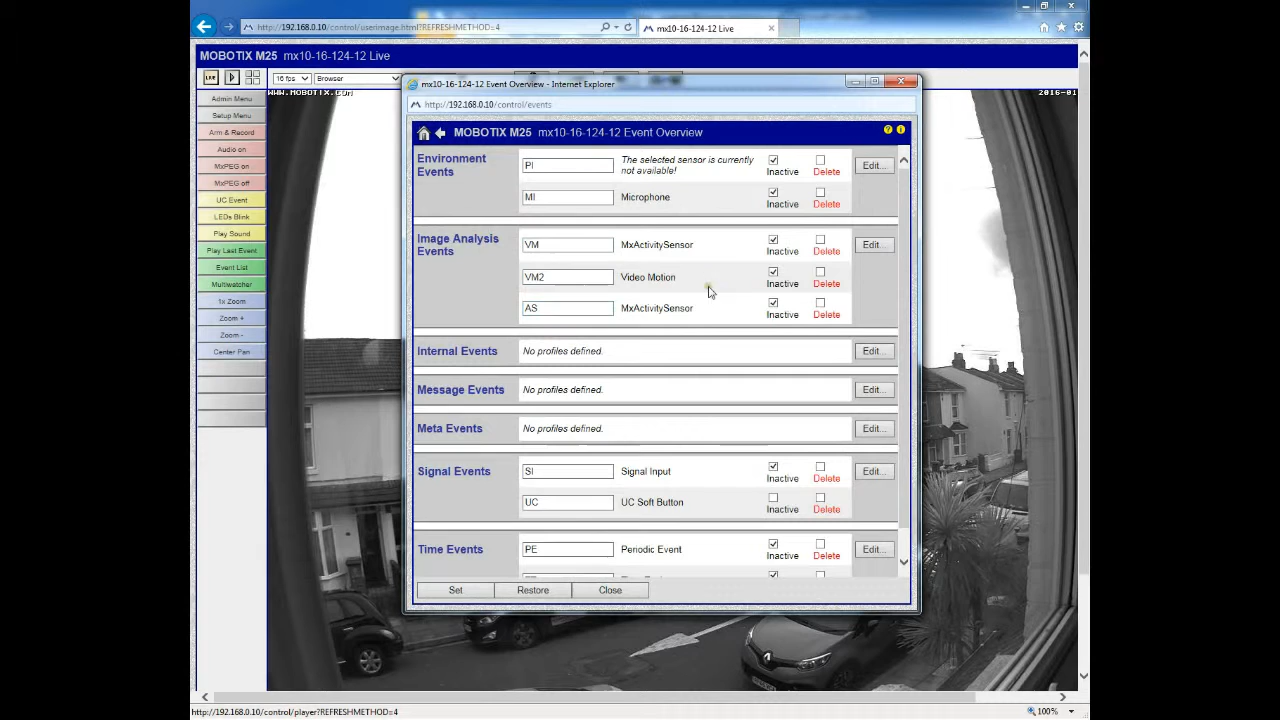 http://192.168.0.10/control/userimage.html?REFRESHMETHOD=4
mx10-16-124-12 Live
MOBOTIX M25 mx10-16-124-12 Live
LIVE
16 fps
Browser
WWW.MOBOTIX.COM
2016-01
Admin Menu
Setup Menu
Arm & Record
Audio on
MxPEG on
MxPEG off
UC Event
LEDs Blink
Play Sound
Play Last Event
Event List
Multiwatcher
1x Zoom
Zoom +
Zoom -
Center Pan
mx10-16-124-12 Event Overview - Internet Explorer
http://192.168.0.10/control/events
MOBOTIX M25 mx10-16-124-12 Event Overview
Environment Events
PI
The selected sensor is currently not available!
Inactive
Delete
Edit...
MI
Microphone
Inactive
Delete
Image Analysis Events
VM
MxActivitySensor
Inactive
Delete
Edit...
VM2
Video Motion
Inactive
Delete
AS
MxActivitySensor
Inactive
Delete
Internal Events
No profiles defined.
Edit...
Message Events
No profiles defined.
Edit...
Meta Events
No profiles defined.
Edit...
Signal Events
SI
Signal Input
Inactive
Delete
Edit...
UC
UC Soft Button
Inactive
Delete
Time Events
PE
Periodic Event
Inactive
Delete
Edit...
Set
Restore
Close
http://192.168.0.10/control/player?REFRESHMETHOD=4
100%